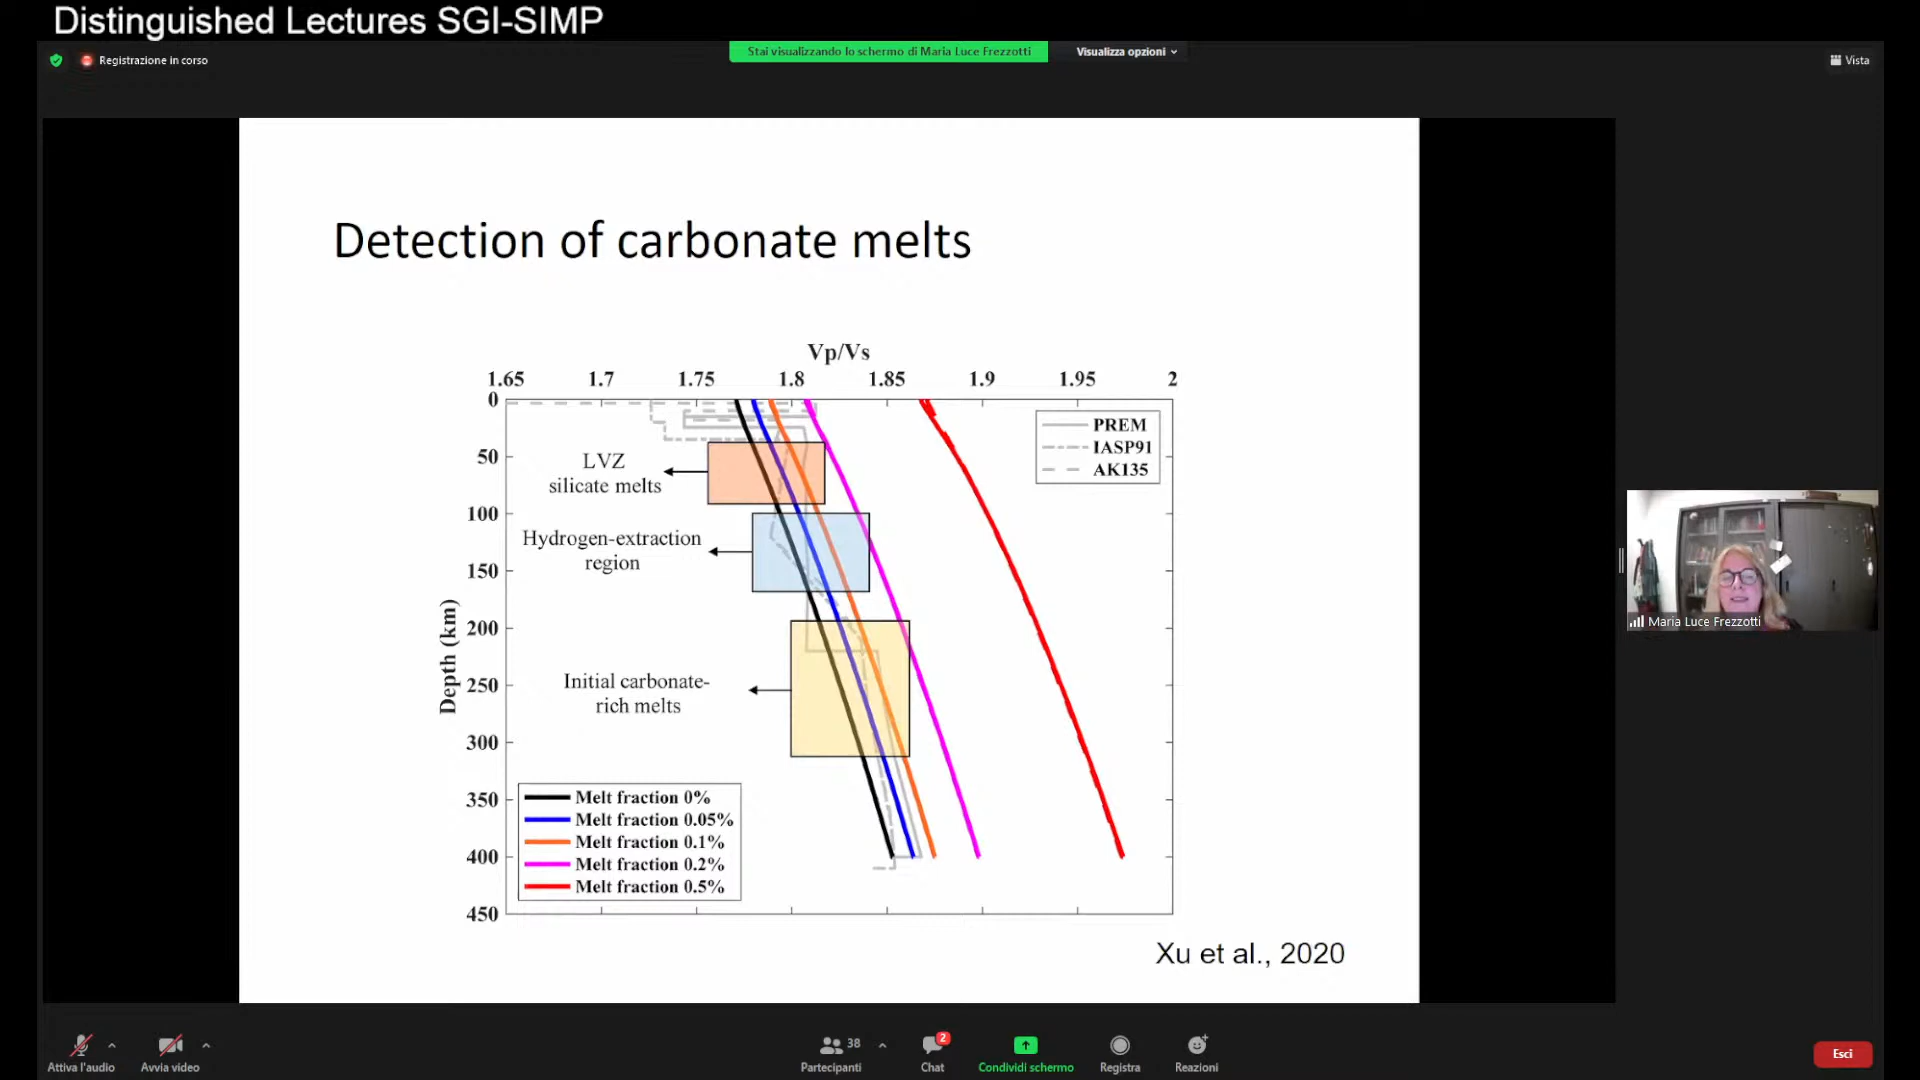 Distinguished Lectures SGI-SIMP
Stai visualizzando lo schermo di Maria Luce Frezzotti
Visualizza opzioni
Registrazione in corso
Vista
Detection of carbonate melts
Vp/Vs
1.65 1.7 1.75 1.8 1.85 1.9 1.95 2
0
50
100
150
200
250
300
350
400
450
Depth (km)
PREM
IASP91
AK135
LVZ
silicate melts
Hydrogen-extraction
region
Initial carbonate-
rich melts
Melt fraction 0%
Melt fraction 0.05%
Melt fraction 0.1%
Melt fraction 0.2%
Melt fraction 0.5%
Xu et al., 2020
Maria Luce Frezzotti
Attiva l'audio
Avvia video
38
Partecipanti
2
Chat
Condividi schermo
Registra
Reazioni
Esci